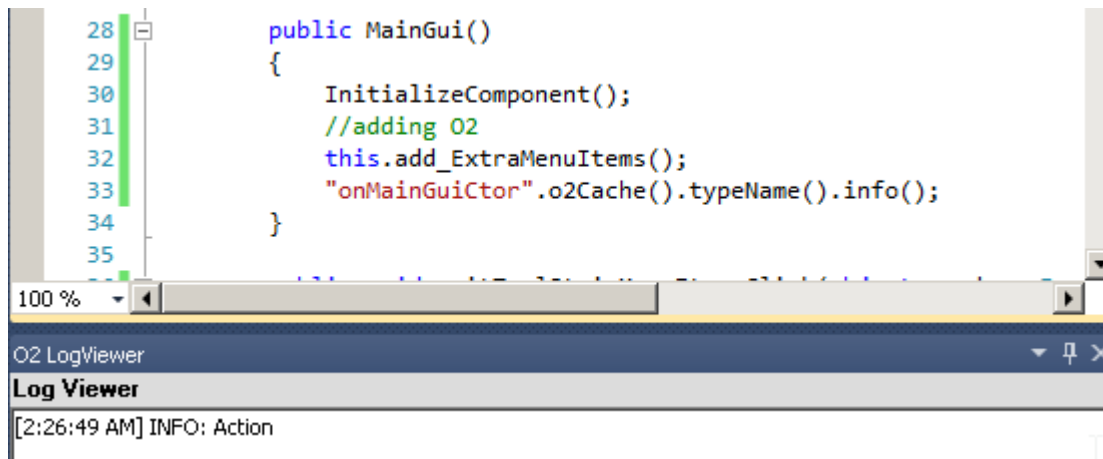 28 public MainGui()
29 {
30 InitializeComponent();
31 //adding O2
32 this.add_ExtraMenuItems();
33 "onMainGuiCtor".o2Cache().typeName().info();
34 }
35
100 %
O2 LogViewer
Log Viewer
[2:26:49 AM] INFO: Action